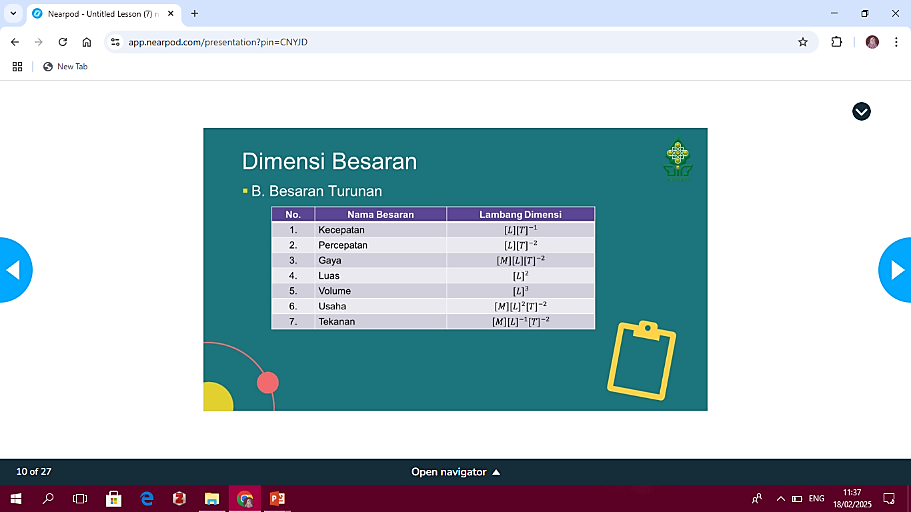 Nearpod - Untitled Lesson (7) n
app.nearpod.com/presentation?pin=CNYJD
New Tab
Dimensi Besaran
B. Besaran Turunan
No. Nama Besaran Lambang Dimensi
1. Kecepatan [L][T]⁻¹
2. Percepatan [L][T]⁻²
3. Gaya [M][L][T]⁻²
4. Luas [L]²
5. Volume [L]³
6. Usaha [M][L]²[T]⁻²
7. Tekanan [M][L]⁻¹[T]⁻²
10 of 27 Open navigator
ENG 11:37
18/02/2025